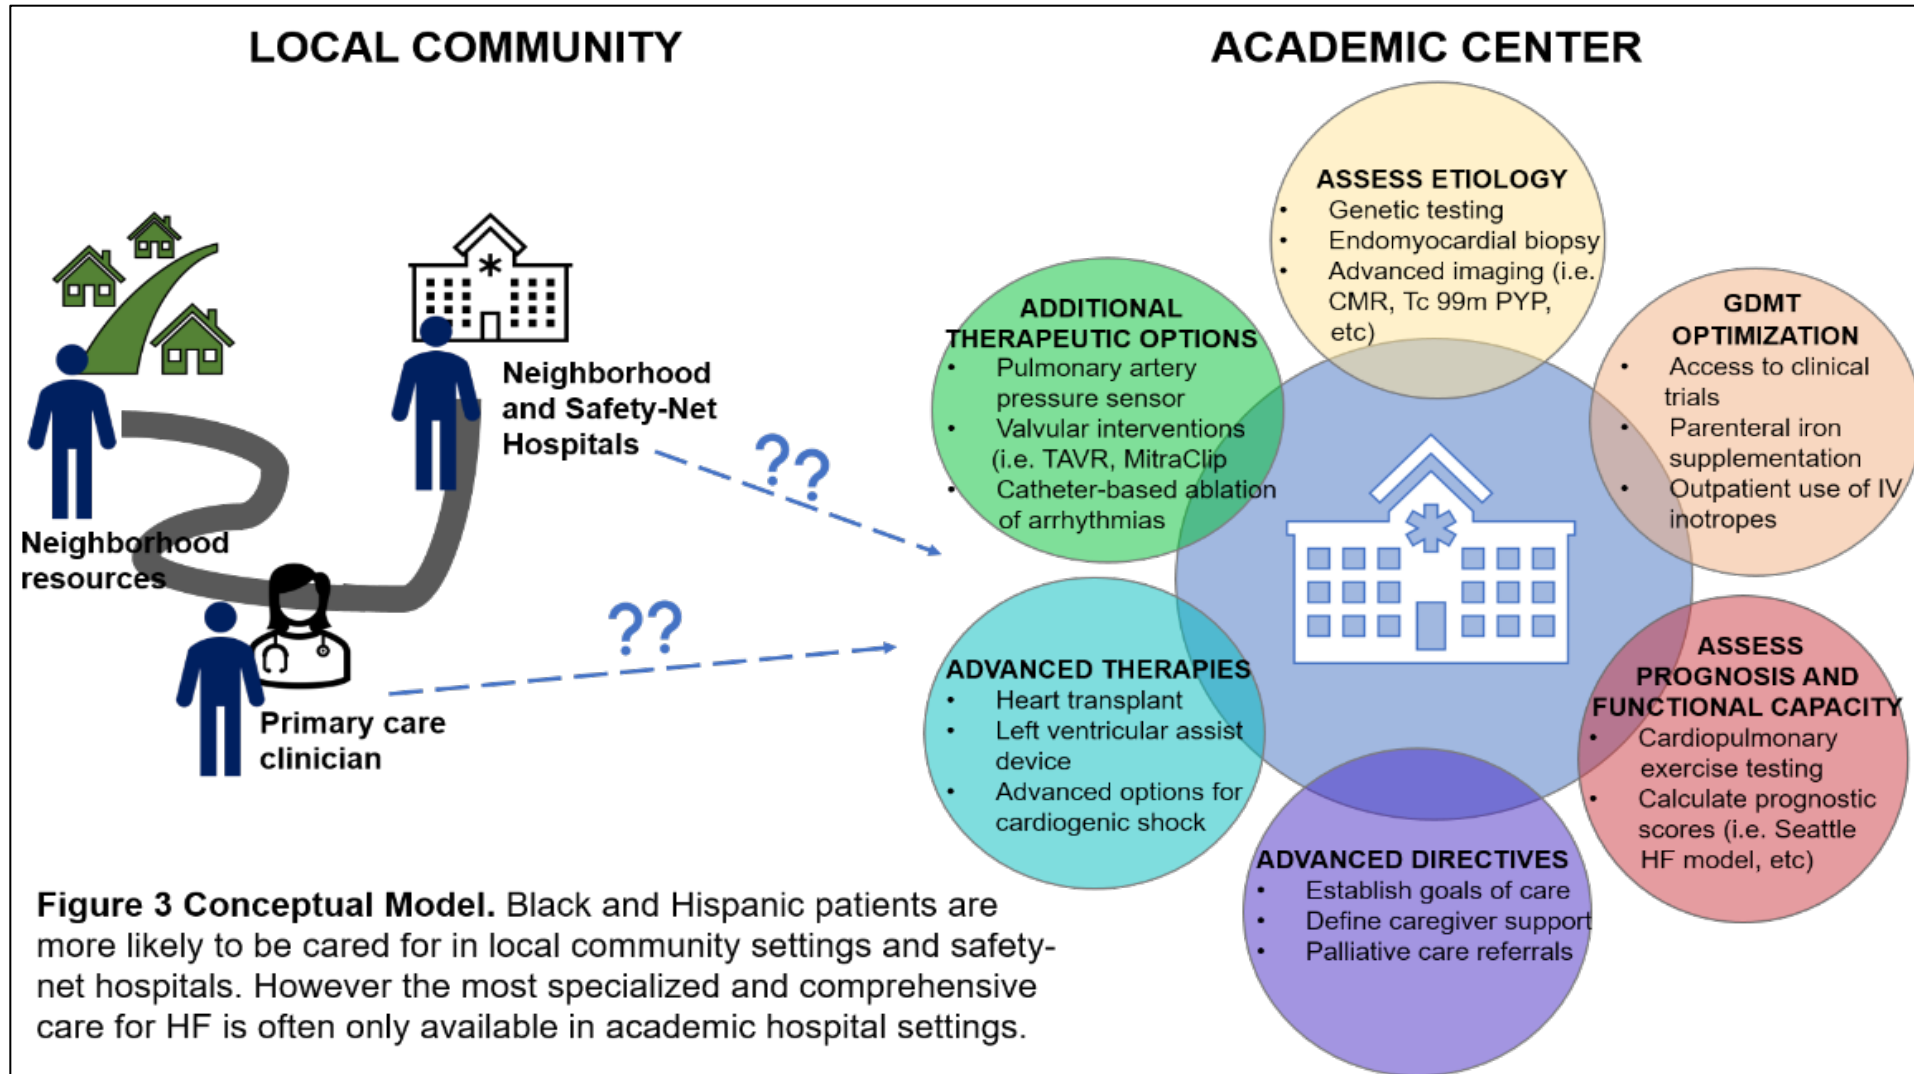 LOCAL COMMUNITY
Neighborhood
resources
Neighborhood
and Safety-Net
Hospitals
Primary care
clinician
??
??
ACADEMIC CENTER
ASSESS ETIOLOGY
• Genetic testing
• Endomyocardial biopsy
• Advanced imaging (i.e.
CMR, Tc 99m PYP,
etc)
ADDITIONAL
THERAPEUTIC OPTIONS
• Pulmonary artery
pressure sensor
• Valvular interventions
(i.e. TAVR, MitraClip
• Catheter-based ablation
of arrhythmias
GDMT
OPTIMIZATION
• Access to clinical
trials
• Parenteral iron
supplementation
• Outpatient use of IV
inotropes
ADVANCED THERAPIES
• Heart transplant
• Left ventricular assist
device
• Advanced options for
cardiogenic shock
ASSESS
PROGNOSIS AND
FUNCTIONAL CAPACITY
• Cardiopulmonary
exercise testing
• Calculate prognostic
scores (i.e. Seattle
HF model, etc)
ADVANCED DIRECTIVES
• Establish goals of care
• Define caregiver support
• Palliative care referrals
Figure 3 Conceptual Model. Black and Hispanic patients are
more likely to be cared for in local community settings and safety-
net hospitals. However the most specialized and comprehensive
care for HF is often only available in academic hospital settings.